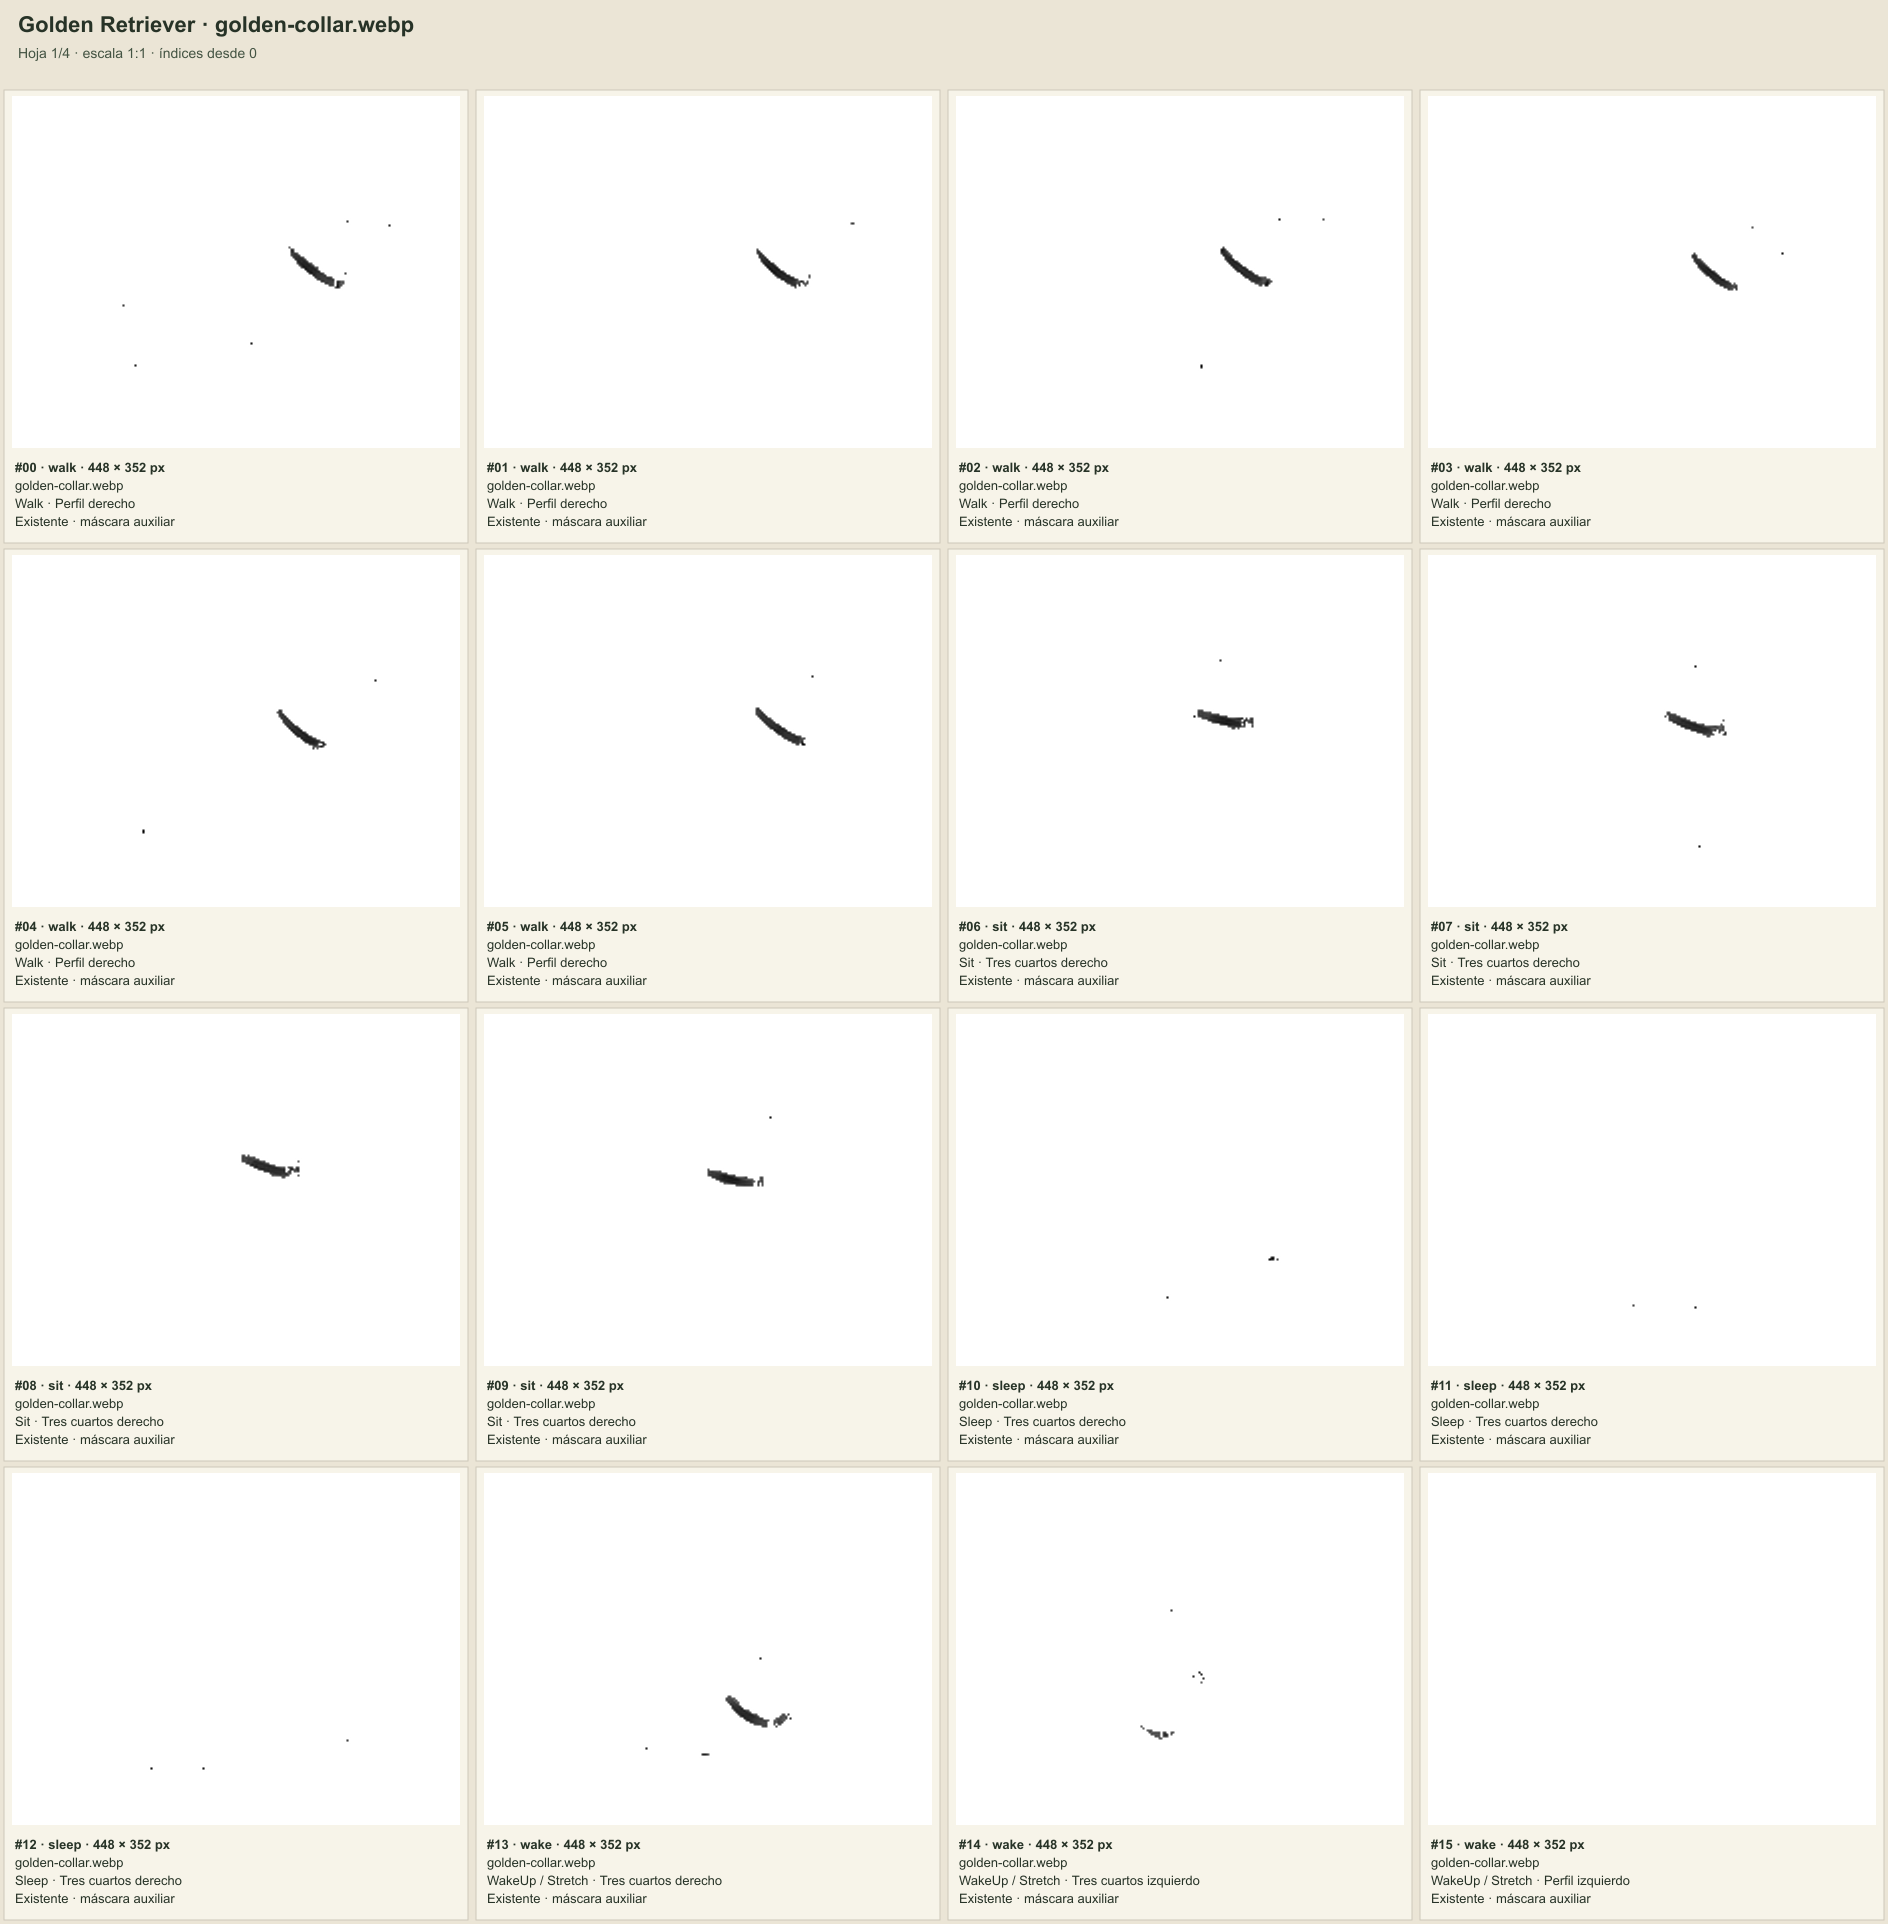 Golden Retriever · golden-collar.webp
Hoja 1/4 · escala 1:1 · índices desde 0
#00 · walk · 448 × 352 px
golden-collar.webp
Walk · Perfil derecho
Existente · máscara auxiliar
#01 · walk · 448 × 352 px
golden-collar.webp
Walk · Perfil derecho
Existente · máscara auxiliar
#02 · walk · 448 × 352 px
golden-collar.webp
Walk · Perfil derecho
Existente · máscara auxiliar
#03 · walk · 448 × 352 px
golden-collar.webp
Walk · Perfil derecho
Existente · máscara auxiliar
#04 · walk · 448 × 352 px
golden-collar.webp
Walk · Perfil derecho
Existente · máscara auxiliar
#05 · walk · 448 × 352 px
golden-collar.webp
Walk · Perfil derecho
Existente · máscara auxiliar
#06 · sit · 448 × 352 px
golden-collar.webp
Sit · Tres cuartos derecho
Existente · máscara auxiliar
#07 · sit · 448 × 352 px
golden-collar.webp
Sit · Tres cuartos derecho
Existente · máscara auxiliar
#08 · sit · 448 × 352 px
golden-collar.webp
Sit · Tres cuartos derecho
Existente · máscara auxiliar
#09 · sit · 448 × 352 px
golden-collar.webp
Sit · Tres cuartos derecho
Existente · máscara auxiliar
#10 · sleep · 448 × 352 px
golden-collar.webp
Sleep · Tres cuartos derecho
Existente · máscara auxiliar
#11 · sleep · 448 × 352 px
golden-collar.webp
Sleep · Tres cuartos derecho
Existente · máscara auxiliar
#12 · sleep · 448 × 352 px
golden-collar.webp
Sleep · Tres cuartos derecho
Existente · máscara auxiliar
#13 · wake · 448 × 352 px
golden-collar.webp
WakeUp / Stretch · Tres cuartos derecho
Existente · máscara auxiliar
#14 · wake · 448 × 352 px
golden-collar.webp
WakeUp / Stretch · Tres cuartos izquierdo
Existente · máscara auxiliar
#15 · wake · 448 × 352 px
golden-collar.webp
WakeUp / Stretch · Perfil izquierdo
Existente · máscara auxiliar